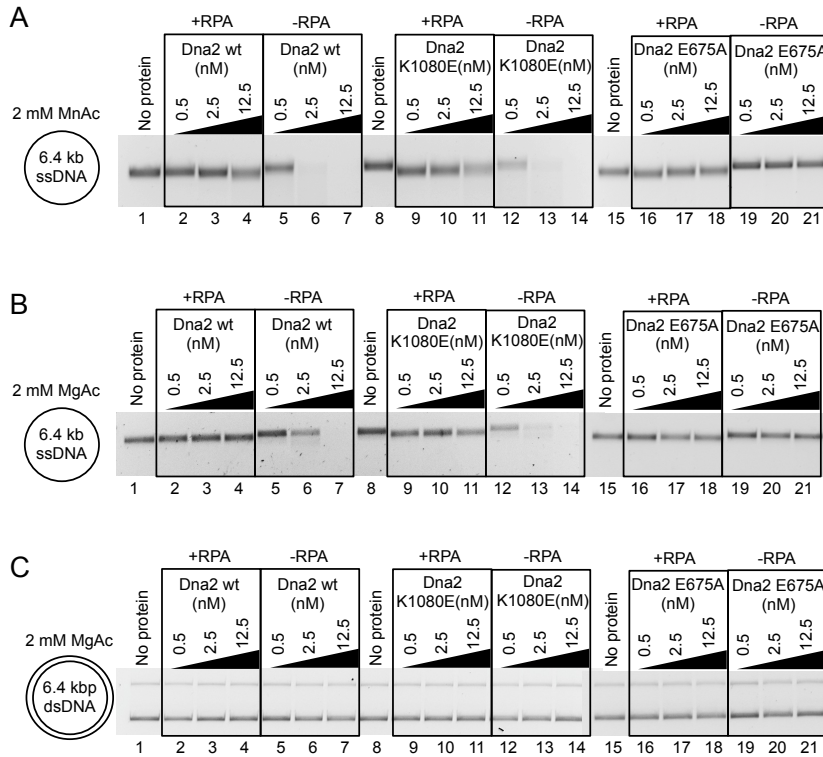 A
+RPA -RPA +RPA -RPA +RPA -RPA
No protein Dna2 wt Dna2 wt No protein Dna2 Dna2 No protein Dna2 E675A Dna2 E675A
(nM) (nM) K1080E(nM) K1080E(nM) (nM) (nM)
0.5 2.5 12.5 0.5 2.5 12.5 0.5 2.5 12.5 0.5 2.5 12.5 0.5 2.5 12.5 0.5 2.5 12.5
2 mM MnAc
6.4 kb
ssDNA
1 2 3 4 5 6 7 8 9 10 11 12 13 14 15 16 17 18 19 20 21
B
+RPA -RPA +RPA -RPA +RPA -RPA
No protein Dna2 wt Dna2 wt No protein Dna2 Dna2 No protein Dna2 E675A Dna2 E675A
(nM) (nM) K1080E(nM) K1080E(nM) (nM) (nM)
0.5 2.5 12.5 0.5 2.5 12.5 0.5 2.5 12.5 0.5 2.5 12.5 0.5 2.5 12.5 0.5 2.5 12.5
2 mM MgAc
6.4 kb
ssDNA
1 2 3 4 5 6 7 8 9 10 11 12 13 14 15 16 17 18 19 20 21
C
+RPA -RPA +RPA -RPA +RPA -RPA
No protein Dna2 wt Dna2 wt No protein Dna2 Dna2 No protein Dna2 E675A Dna2 E675A
(nM) (nM) K1080E(nM) K1080E(nM) (nM) (nM)
0.5 2.5 12.5 0.5 2.5 12.5 0.5 2.5 12.5 0.5 2.5 12.5 0.5 2.5 12.5 0.5 2.5 12.5
2 mM MgAc
6.4 kbp
dsDNA
1 2 3 4 5 6 7 8 9 10 11 12 13 14 15 16 17 18 19 20 21